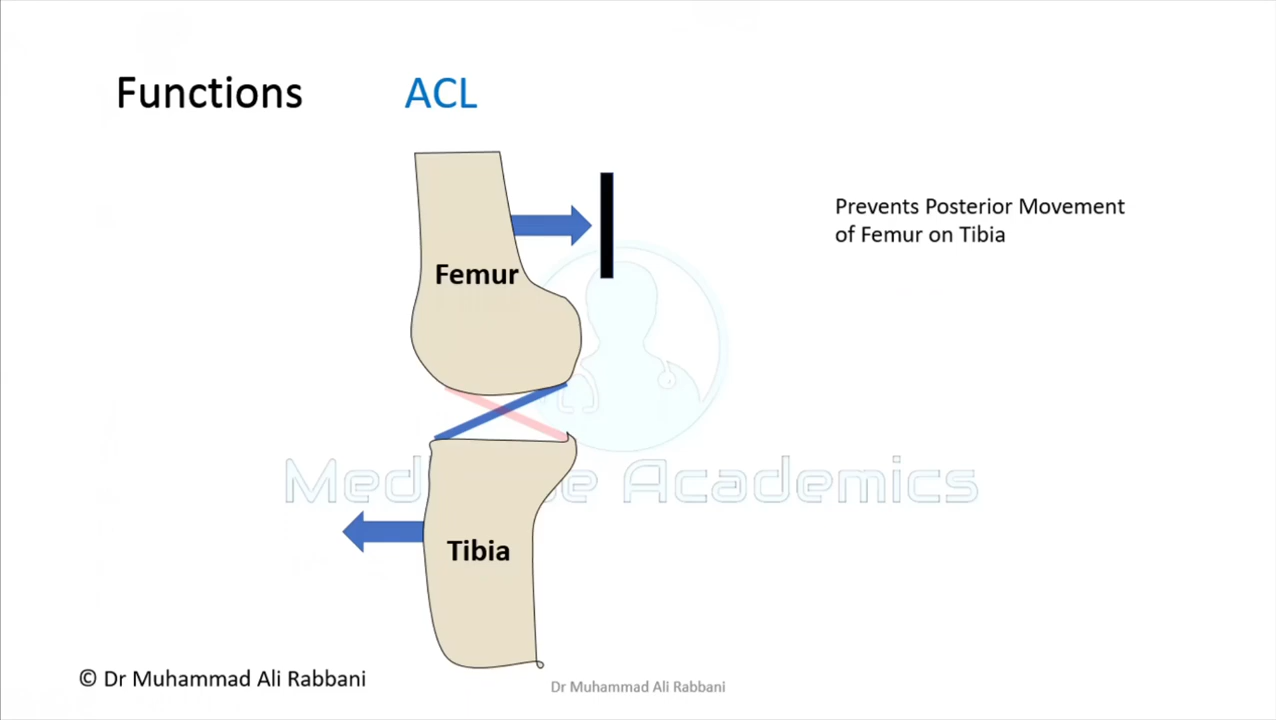 Functions ACL
Prevents Posterior Movement
of Femur on Tibia
Femur
Academics
Tibia
© Dr Muhammad Ali Rabbani
Dr Muhammad Ali Rabbani